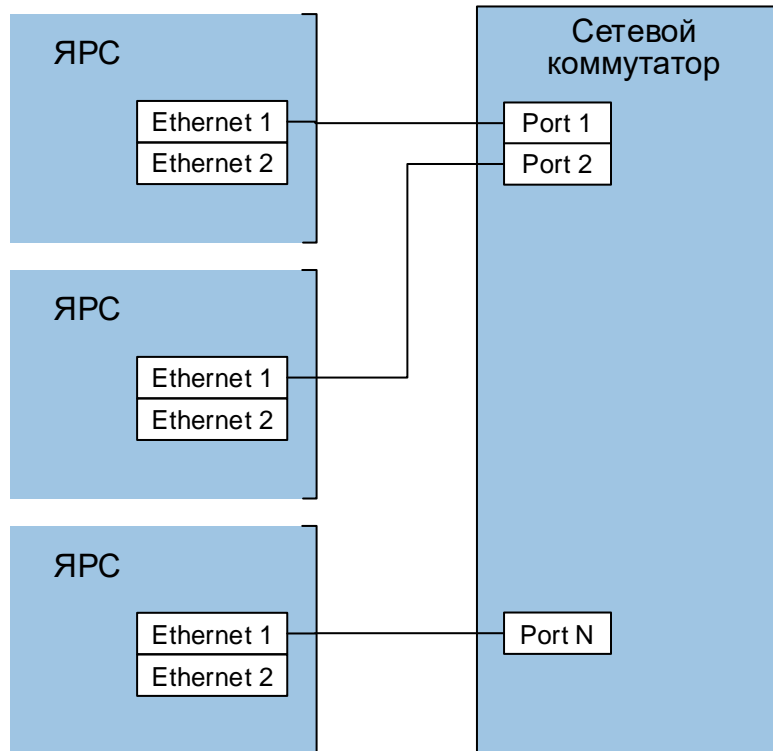 ЯРС
Ethernet 1
Ethernet 2
ЯРС
Ethernet 1
Ethernet 2
ЯРС
Ethernet 1
Ethernet 2
Сетевой
коммутатор
Port 1
Port 2
Port N